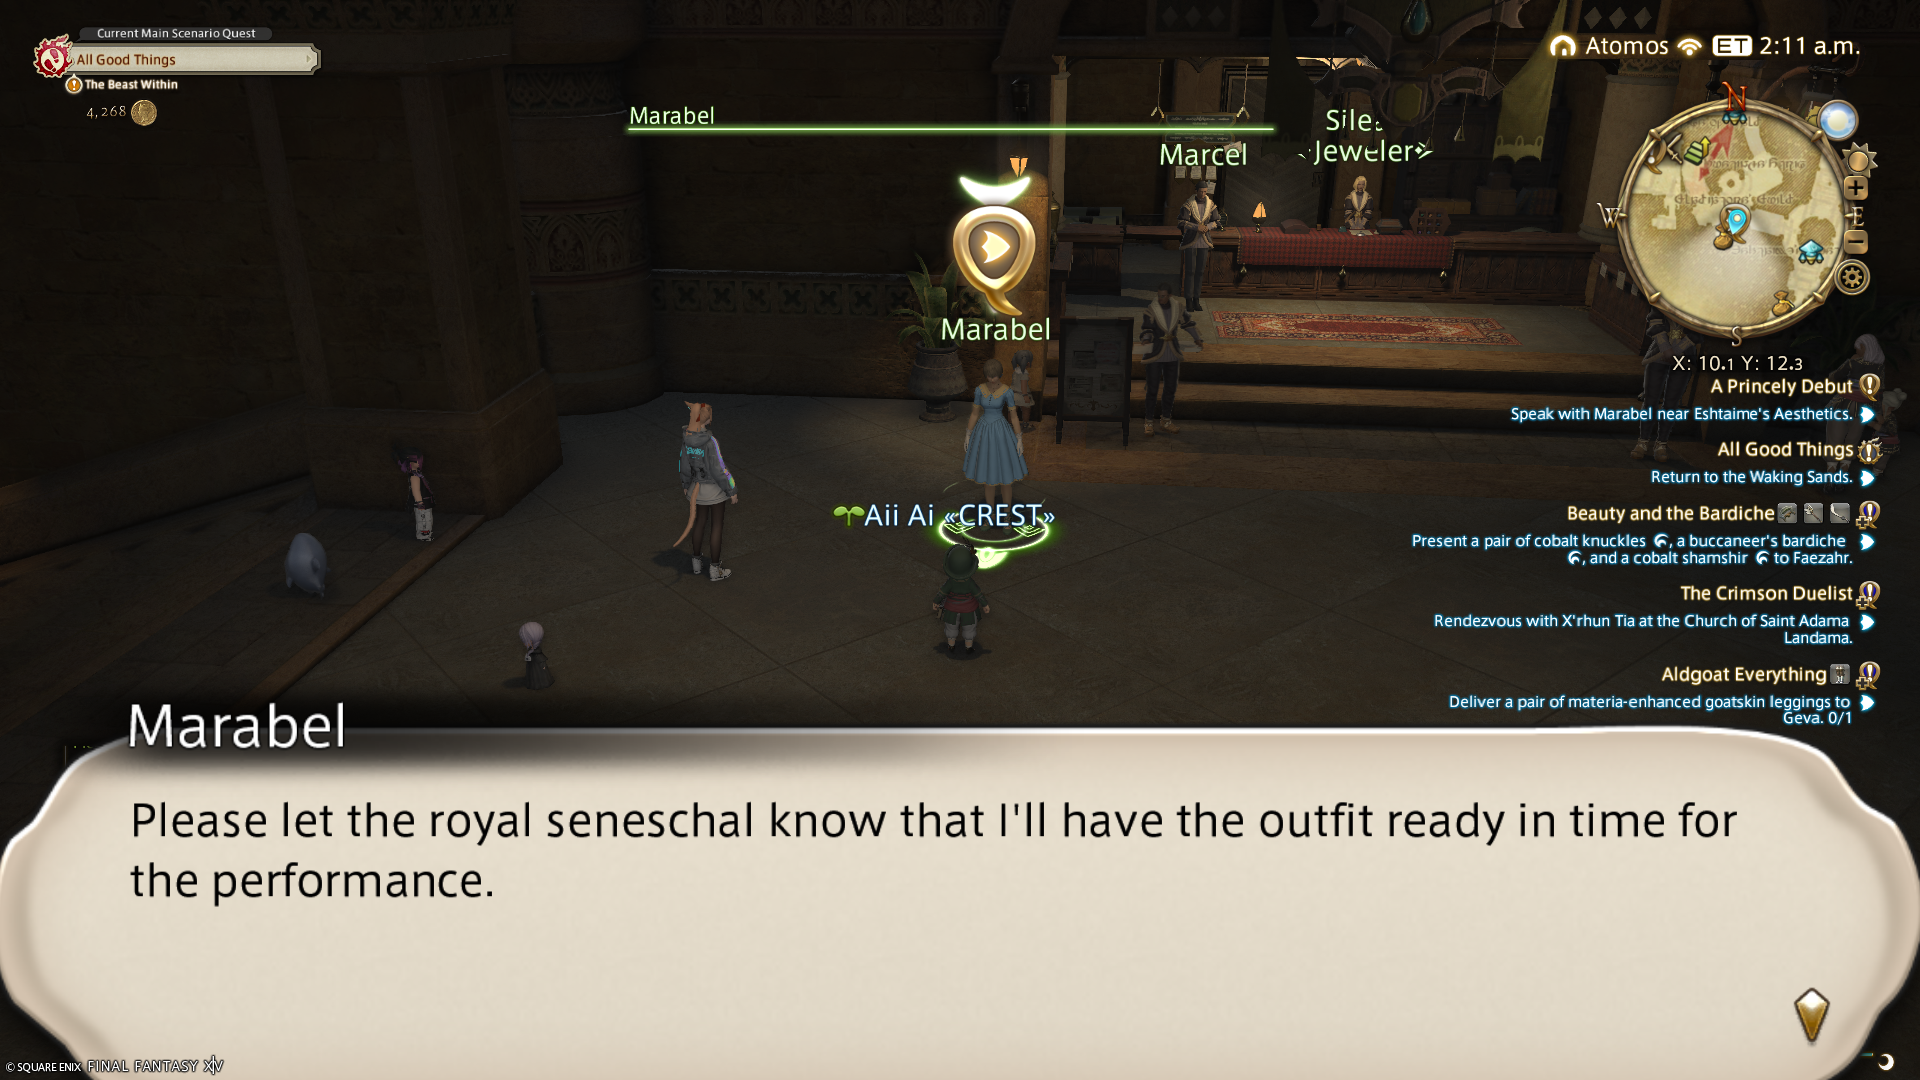 Current Main Scenario Quest
All Good Things
The Beast Within
4,268
Marabel
Marcel
Jeweler
Marabel
Aii Ai «CREST»
Atomos ET 2:11 a.m.
N
W
E
S
X: 10.1 Y: 12.3
A Princely Debut
Speak with Marabel near Eshtaime's Aesthetics.
All Good Things
Return to the Waking Sands.
Beauty and the Bardiche
Present a pair of cobalt knuckles , a buccaneer's bardiche
, and a cobalt shamshir to Faezahr.
The Crimson Duelist
Rendezvous with X'rhun Tia at the Church of Saint Adama
Landama.
Aldgoat Everything
Deliver a pair of materia-enhanced goatskin leggings to
Geva. 0/1
Marabel
Please let the royal seneschal know that I'll have the outfit ready in time for
the performance.
© SQUARE ENIX FINAL FANTASY XIV